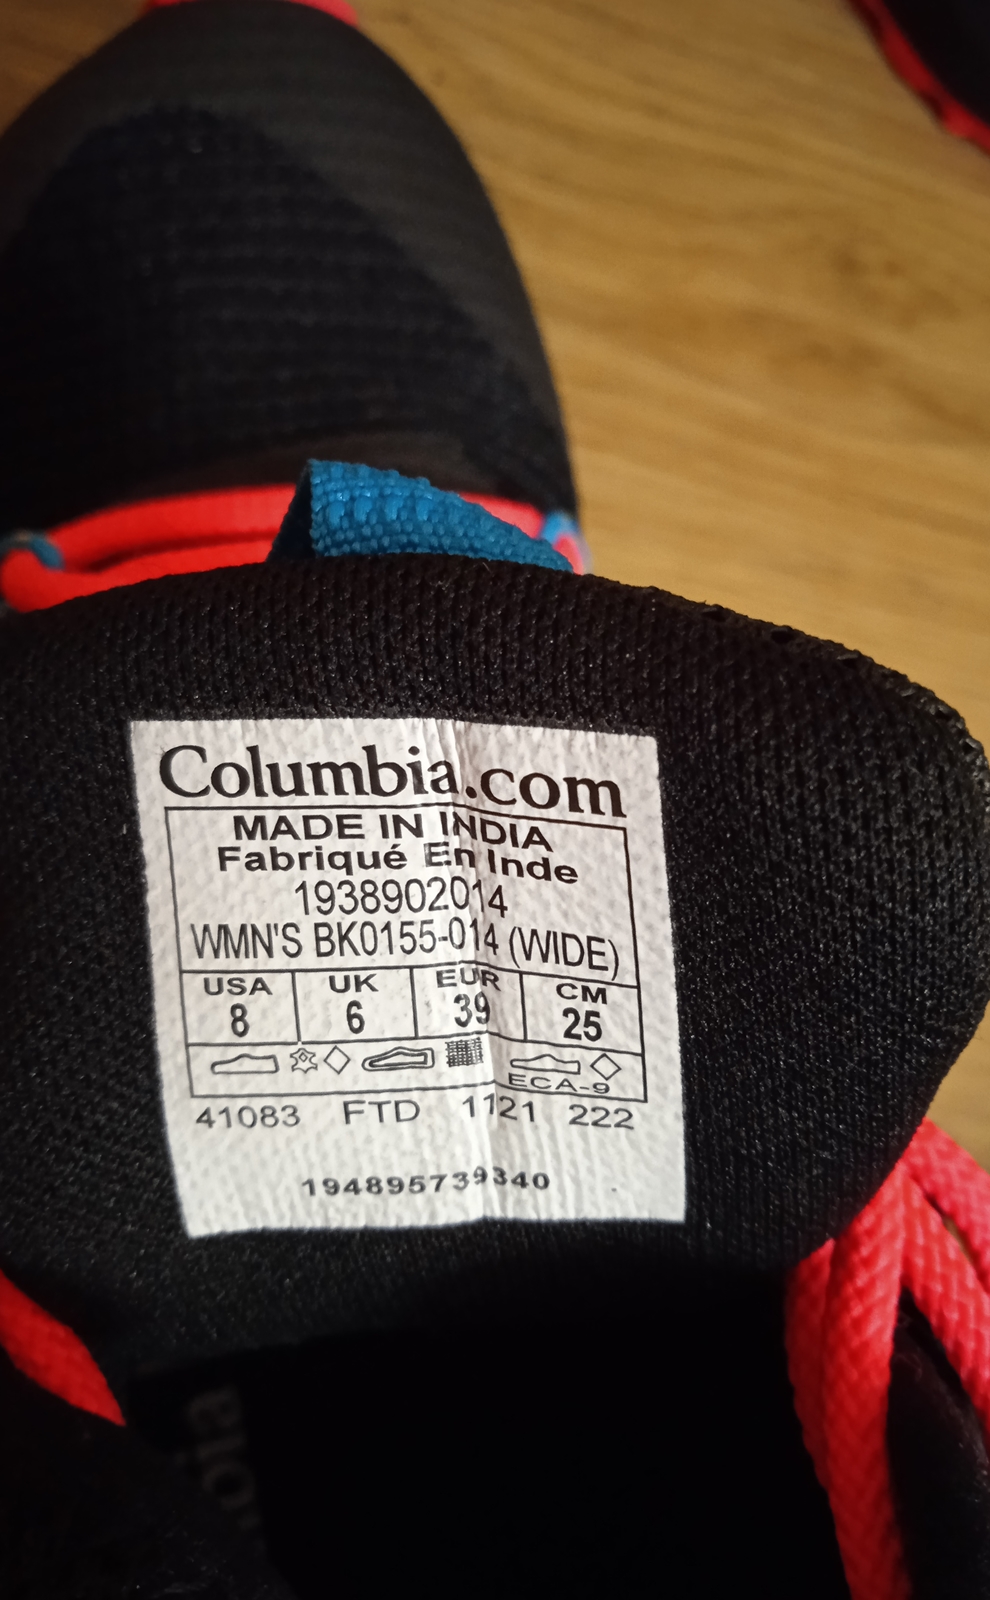 Columbia.com
MADE IN INDIA
Fabriqué En Inde
1938902014
WMN'S BK0155-014 (WIDE)
USA UK EUR CM
8 6 39 25
ECA-9
41083 FTD 1121 222
194895739340
bia